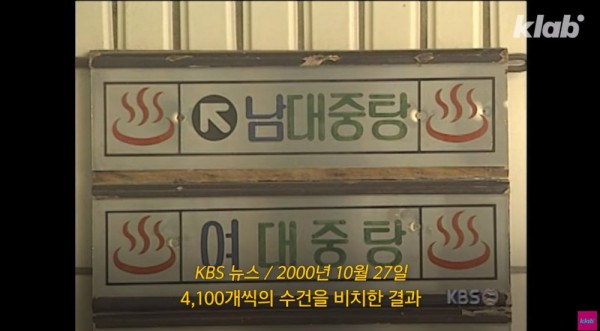 klab
남대중탕
여대중탕
KBS 뉴스 / 2000년 10월 27일
4,100개씩의 수건을 비치한 결과
KBS
klab